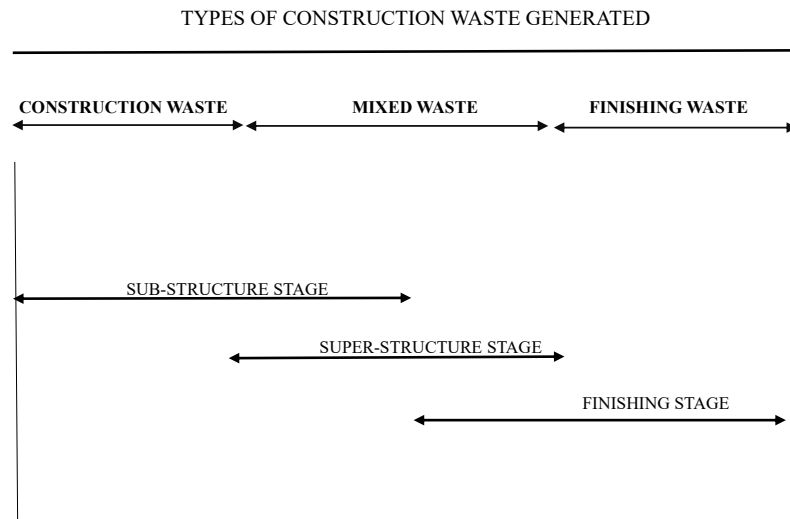 TYPES OF CONSTRUCTION WASTE GENERATED
CONSTRUCTION WASTE
MIXED WASTE
FINISHING WASTE
SUB-STRUCTURE STAGE
SUPER-STRUCTURE STAGE
FINISHING STAGE